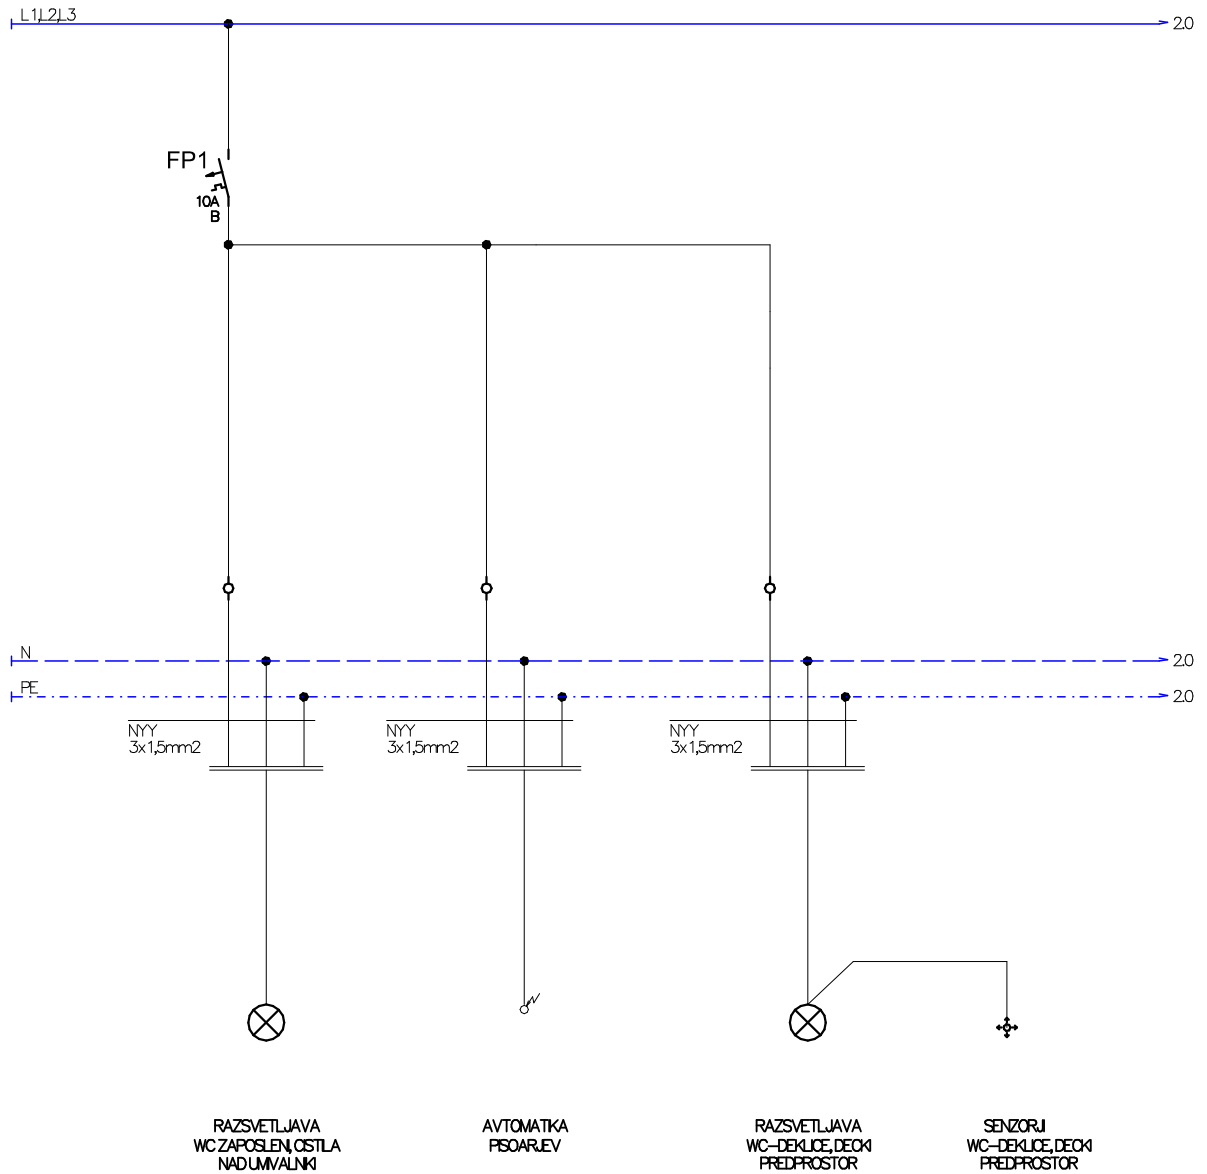 L1,L2,L3
2.0
FP1
10A
B
N
2.0
PE
2.0
NYY
3x1,5mm2
NYY
3x1,5mm2
NYY
3x1,5mm2
RAZSVETLJAVA
WC ZAPOSLENI, CISTILA
NAD UMIVALNIKI
AVTOMATIKA
PISOARJEV
RAZSVETLJAVA
WC-DEKLICE, DECKI
PREDPROSTOR
SENZORJI
WC-DEKLICE, DECKI
PREDPROSTOR